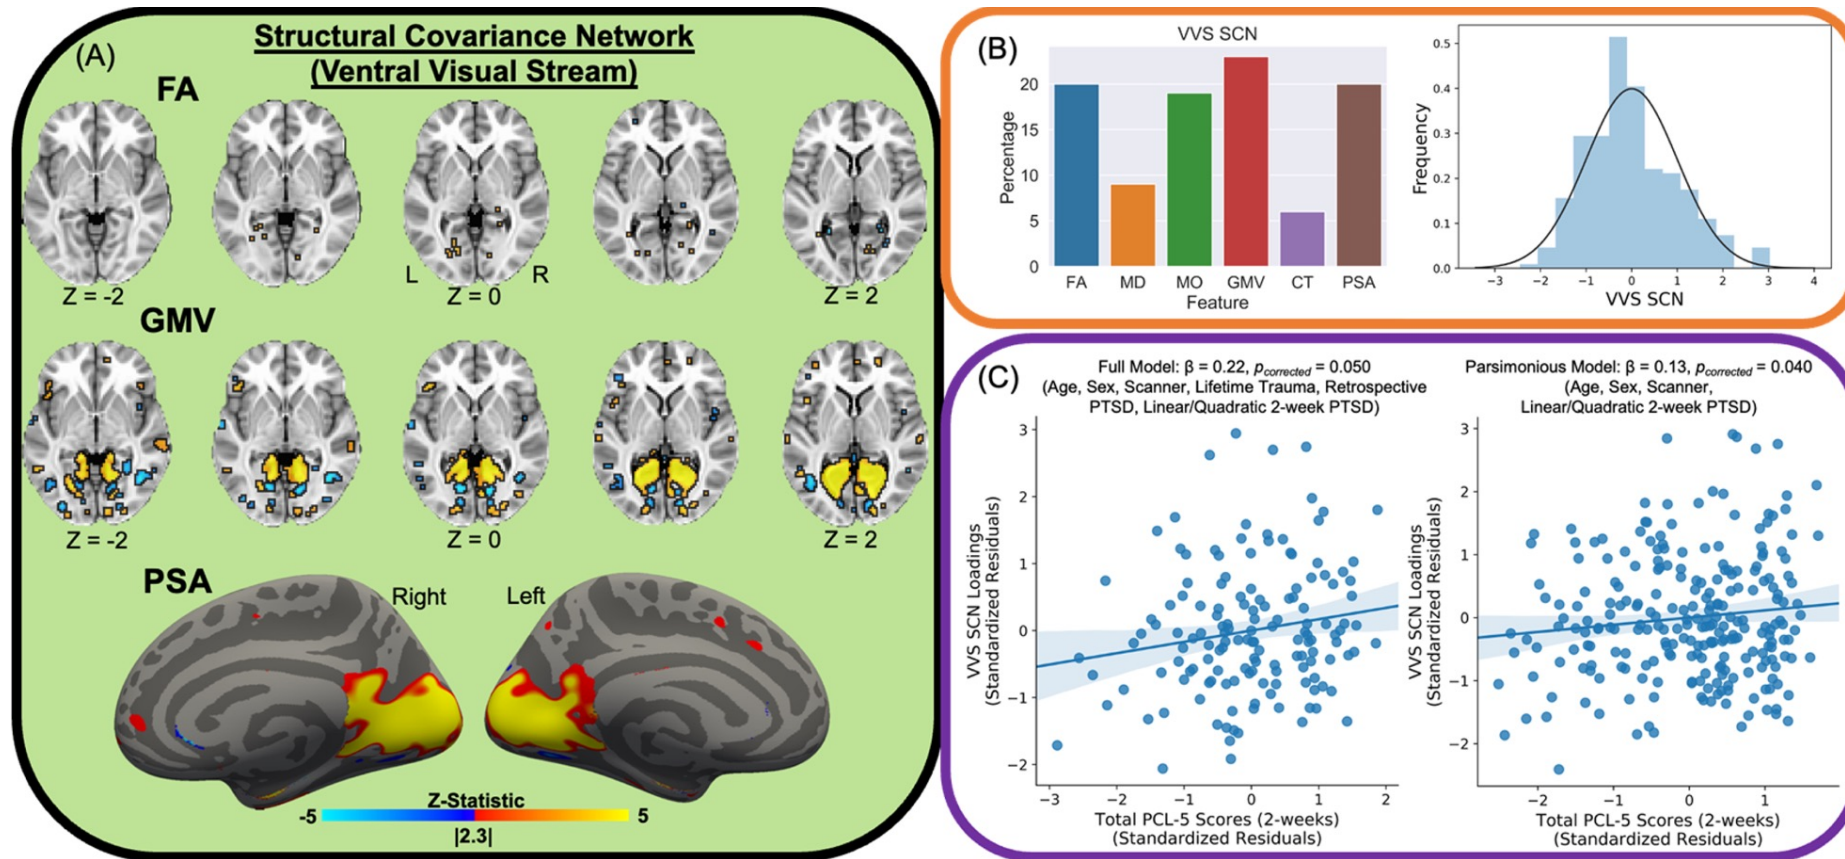 (A)
Structural Covariance Network
(Ventral Visual Stream)
FA
L
R
Z = -2
Z = 0
Z = 2
GMV
Z = -2
Z = 0
Z = 2
PSA
Right
Left
Z-Statistic
-5
5
|2.3|
(B)
VVS SCN
Percentage
20
15
10
5
0
FA
MD
MO
GMV
CT
PSA
Feature
Frequency
0.5
0.4
0.3
0.2
0.1
0.0
−3
−2
−1
0
1
2
3
4
VVS SCN
(C)
Full Model: β = 0.22, pcorrected = 0.050
(Age, Sex, Scanner, Lifetime Trauma, Retrospective
PTSD, Linear/Quadratic 2-week PTSD)
VVS SCN Loadings
(Standardized Residuals)
3
2
1
0
−1
−2
−3
−2
−1
0
1
2
Total PCL-5 Scores (2-weeks)
(Standardized Residuals)
Parsimonious Model: β = 0.13, pcorrected = 0.040
(Age, Sex, Scanner,
Linear/Quadratic 2-week PTSD)
VVS SCN Loadings
(Standardized Residuals)
3
2
1
0
−1
−2
−2
−1
0
1
Total PCL-5 Scores (2-weeks)
(Standardized Residuals)